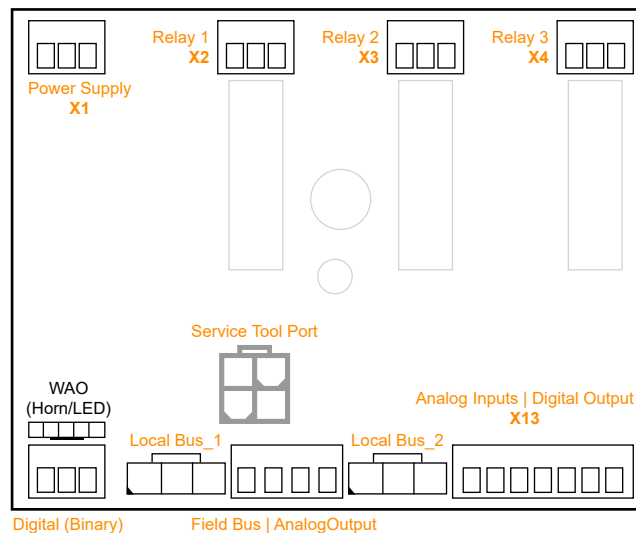 Relay 1
X2
Relay 2
X3
Relay 3
X4
Power Supply
X1
Service Tool Port
WAO
(Horn/LED)
Analog Inputs | Digital Output
X13
Local Bus_1
Local Bus_2
Digital (Binary)
Field Bus | AnalogOutput